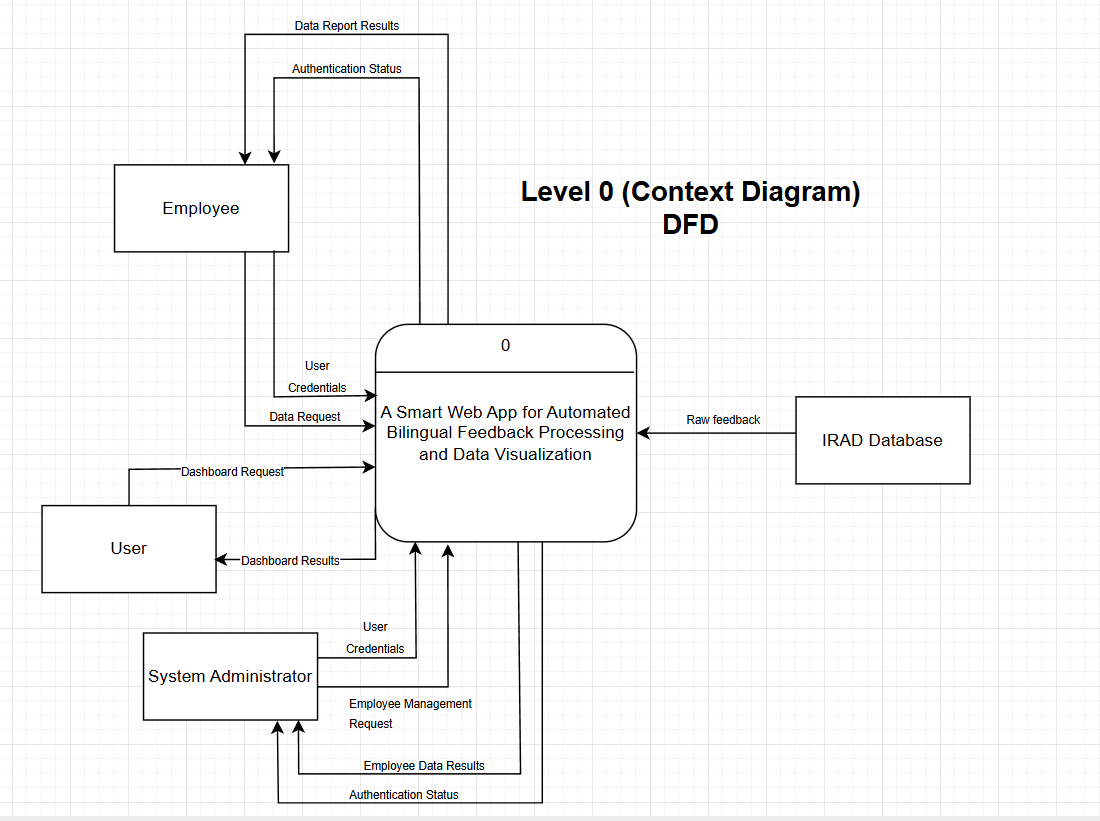 Data Report Results
Authentication Status
Level 0 (Context Diagram)
DFD
Employee
0
User
Credentials
Data Request
A Smart Web App for Automated
Bilingual Feedback Processing
and Data Visualization
Raw feedback
IRAD Database
Dashboard Request
User
Dashboard Results
User
Credentials
System Administrator
Employee Management
Request
Employee Data Results
Authentication Status